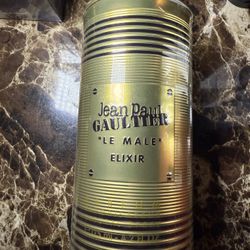 Jean Paul
GAULTIER
"LE MALE"
ELIXIR